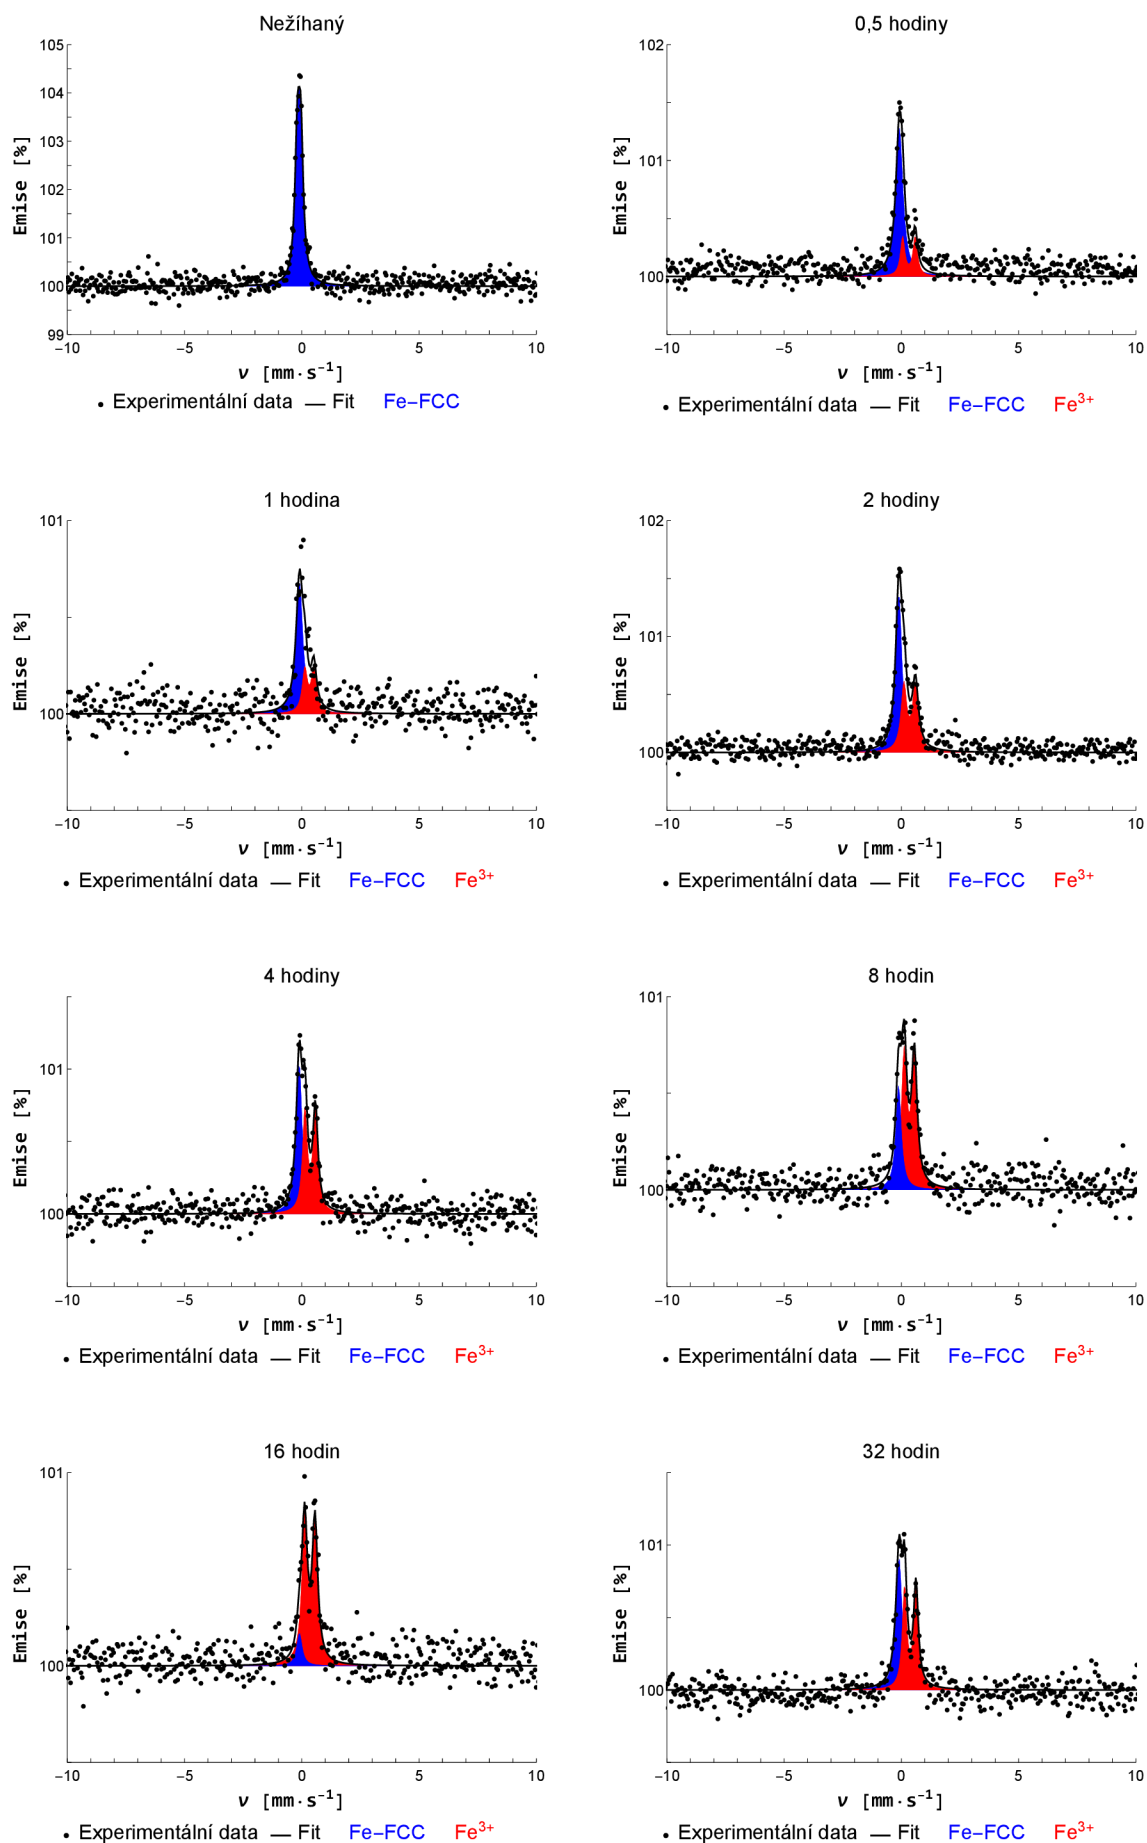 Nežíhaný
105
104
103
102
101
100
99
Emise [%]
−10 −5 0 5 10
ν [mm·s⁻¹]
• Experimentální data — Fit Fe−FCC
0,5 hodiny
102
101
100
Emise [%]
−10 −5 0 5 10
ν [mm·s⁻¹]
• Experimentální data — Fit Fe−FCC Fe³⁺
1 hodina
101
100
Emise [%]
−10 −5 0 5 10
ν [mm·s⁻¹]
• Experimentální data — Fit Fe−FCC Fe³⁺
2 hodiny
102
101
100
Emise [%]
−10 −5 0 5 10
ν [mm·s⁻¹]
• Experimentální data — Fit Fe−FCC Fe³⁺
4 hodiny
101
100
Emise [%]
−10 −5 0 5 10
ν [mm·s⁻¹]
• Experimentální data — Fit Fe−FCC Fe³⁺
8 hodin
101
100
Emise [%]
−10 −5 0 5 10
ν [mm·s⁻¹]
• Experimentální data — Fit Fe−FCC Fe³⁺
16 hodin
101
100
Emise [%]
−10 −5 0 5 10
ν [mm·s⁻¹]
• Experimentální data — Fit Fe−FCC Fe³⁺
32 hodin
101
100
Emise [%]
−10 −5 0 5 10
ν [mm·s⁻¹]
• Experimentální data — Fit Fe−FCC Fe³⁺